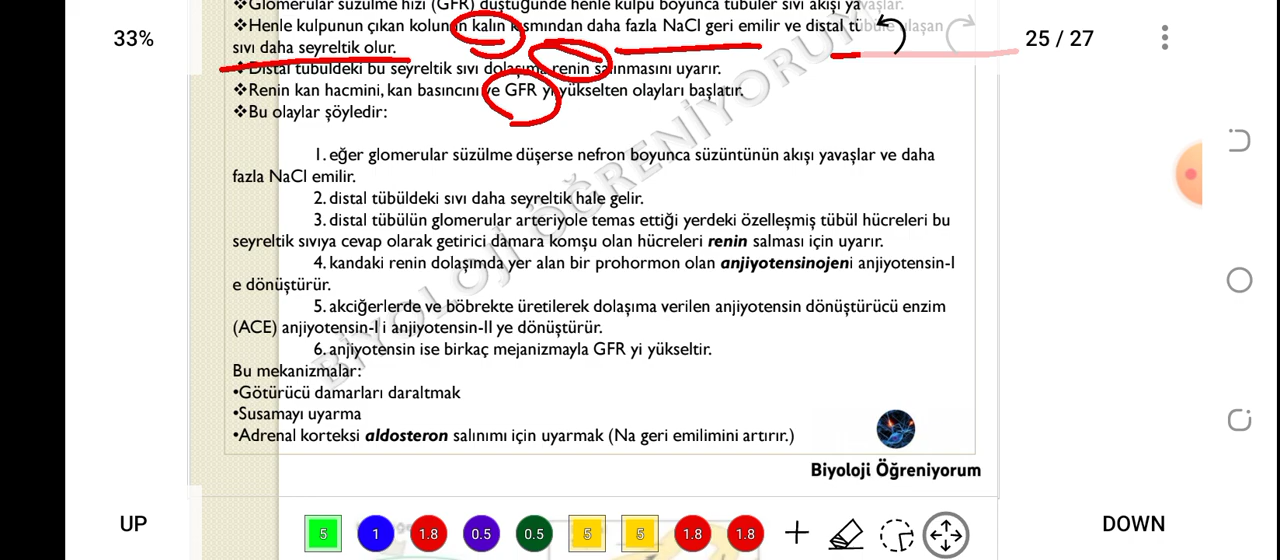 ❖Glomerular süzülme hızı (GFR) düştüğünde henle kulpu boyunca tübüler sıvı akışı yavaşlar.
33%
❖Henle kulpunun çıkan kolunun kalın kısmından daha fazla NaCl geri emilir ve distal tübüle ulaşan
25 / 27
sıvı daha seyreltik olur.
❖Distal tübüldeki bu seyreltik sıvı dolaşıma renin salınmasını uyarır.
❖Renin kan hacmini, kan basıncını ve GFR yi yükselten olayları başlatır.
❖Bu olaylar şöyledir:
1. eğer glomerular süzülme düşerse nefron boyunca süzüntünün akışı yavaşlar ve daha
fazla NaCl emilir.
2. distal tübüldeki sıvı daha seyreltik hale gelir.
3. distal tübülün glomerular arteriyole temas ettiği yerdeki özelleşmiş tübül hücreleri bu
seyreltik sıvıya cevap olarak getirici damara komşu olan hücreleri renin salması için uyarır.
4. kandaki renin dolaşımda yer alan bir prohormon olan anjiyotensinojeni anjiyotensin-I
e dönüştürür.
5. akciğerlerde ve böbrekte üretilerek dolaşıma verilen anjiyotensin dönüştürücü enzim
(ACE) anjiyotensin-I i anjiyotensin-II ye dönüştürür.
6. anjiyotensin ise birkaç mejanizmayla GFR yi yükseltir.
Bu mekanizmalar:
•Götürücü damarları daraltmak
•Susamayı uyarma
•Adrenal korteksi aldosteron salınımı için uyarmak (Na geri emilimini artırır.)
BİYOLOJİ ÖĞRENİYORUM
Biyoloji Öğreniyorum
UP
5 1 1.8 0.5 0.5 5 5 1.8 1.8
DOWN